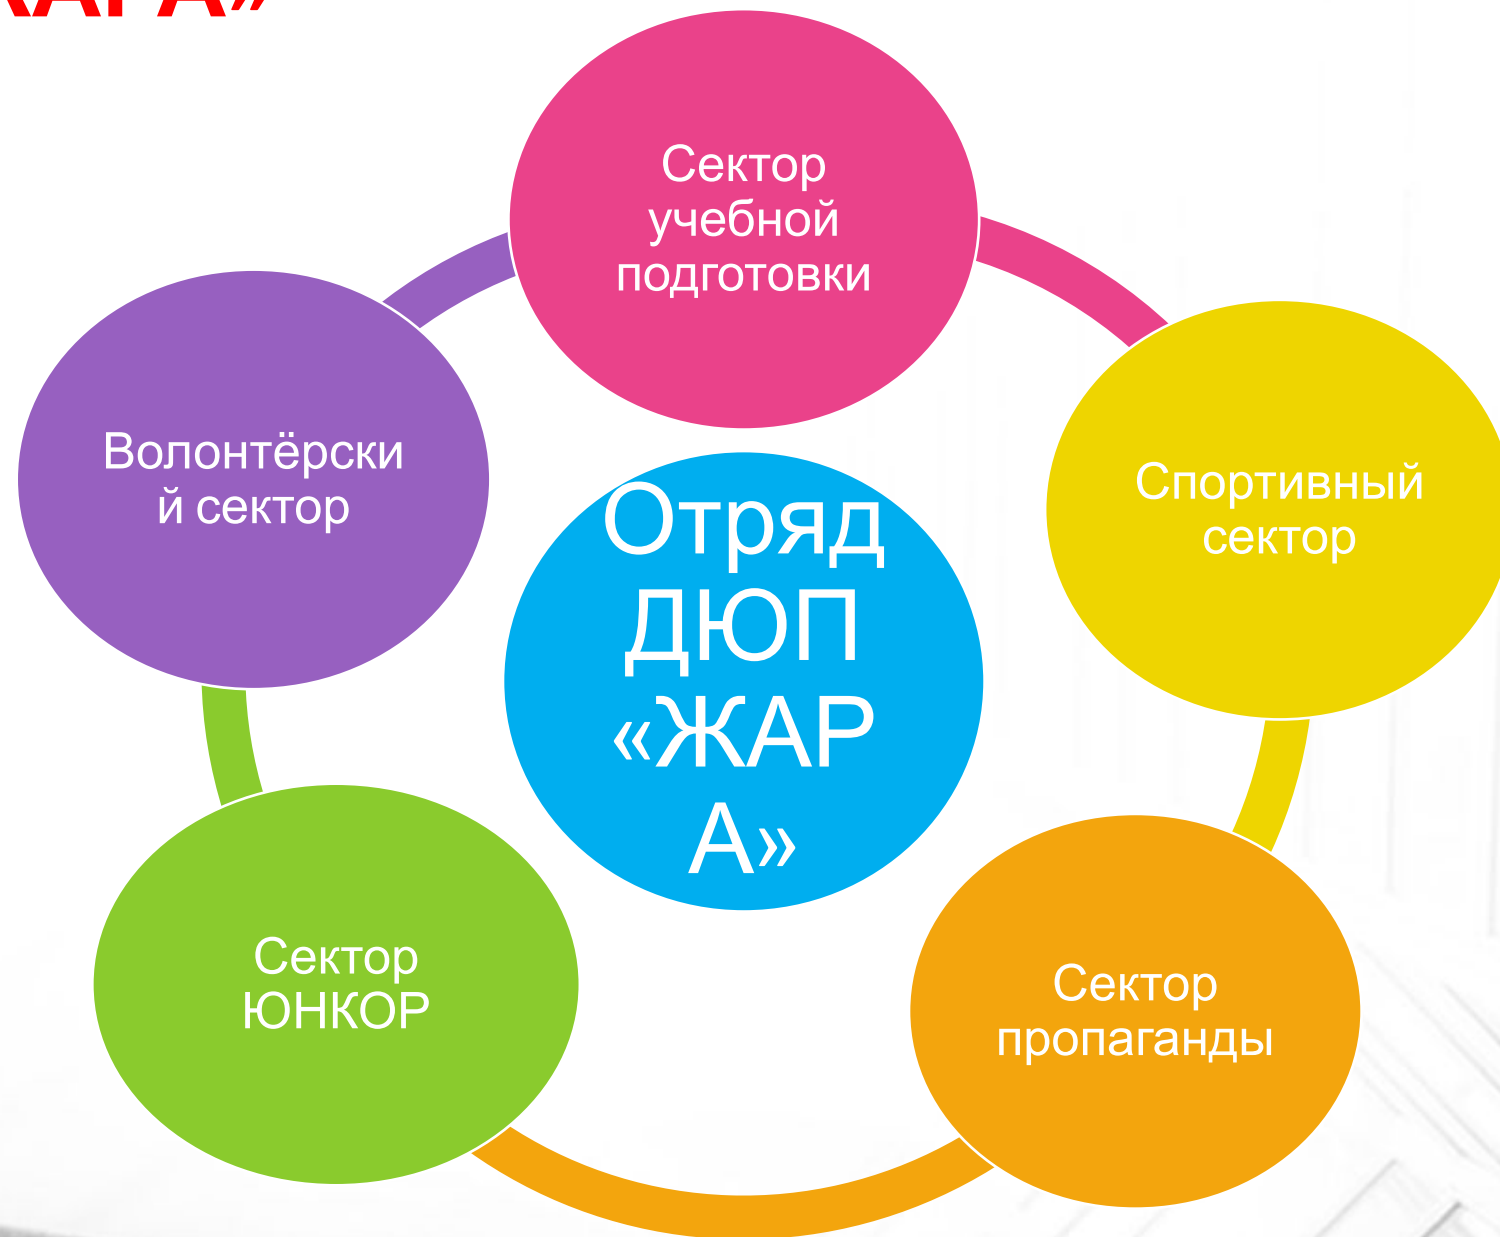 Сектор
учебной
подготовки
Волонтёрски
й сектор
Спортивный
сектор
Отряд
ДЮП
«ЖАР
А»
Сектор
ЮНКОР
Сектор
пропаганды